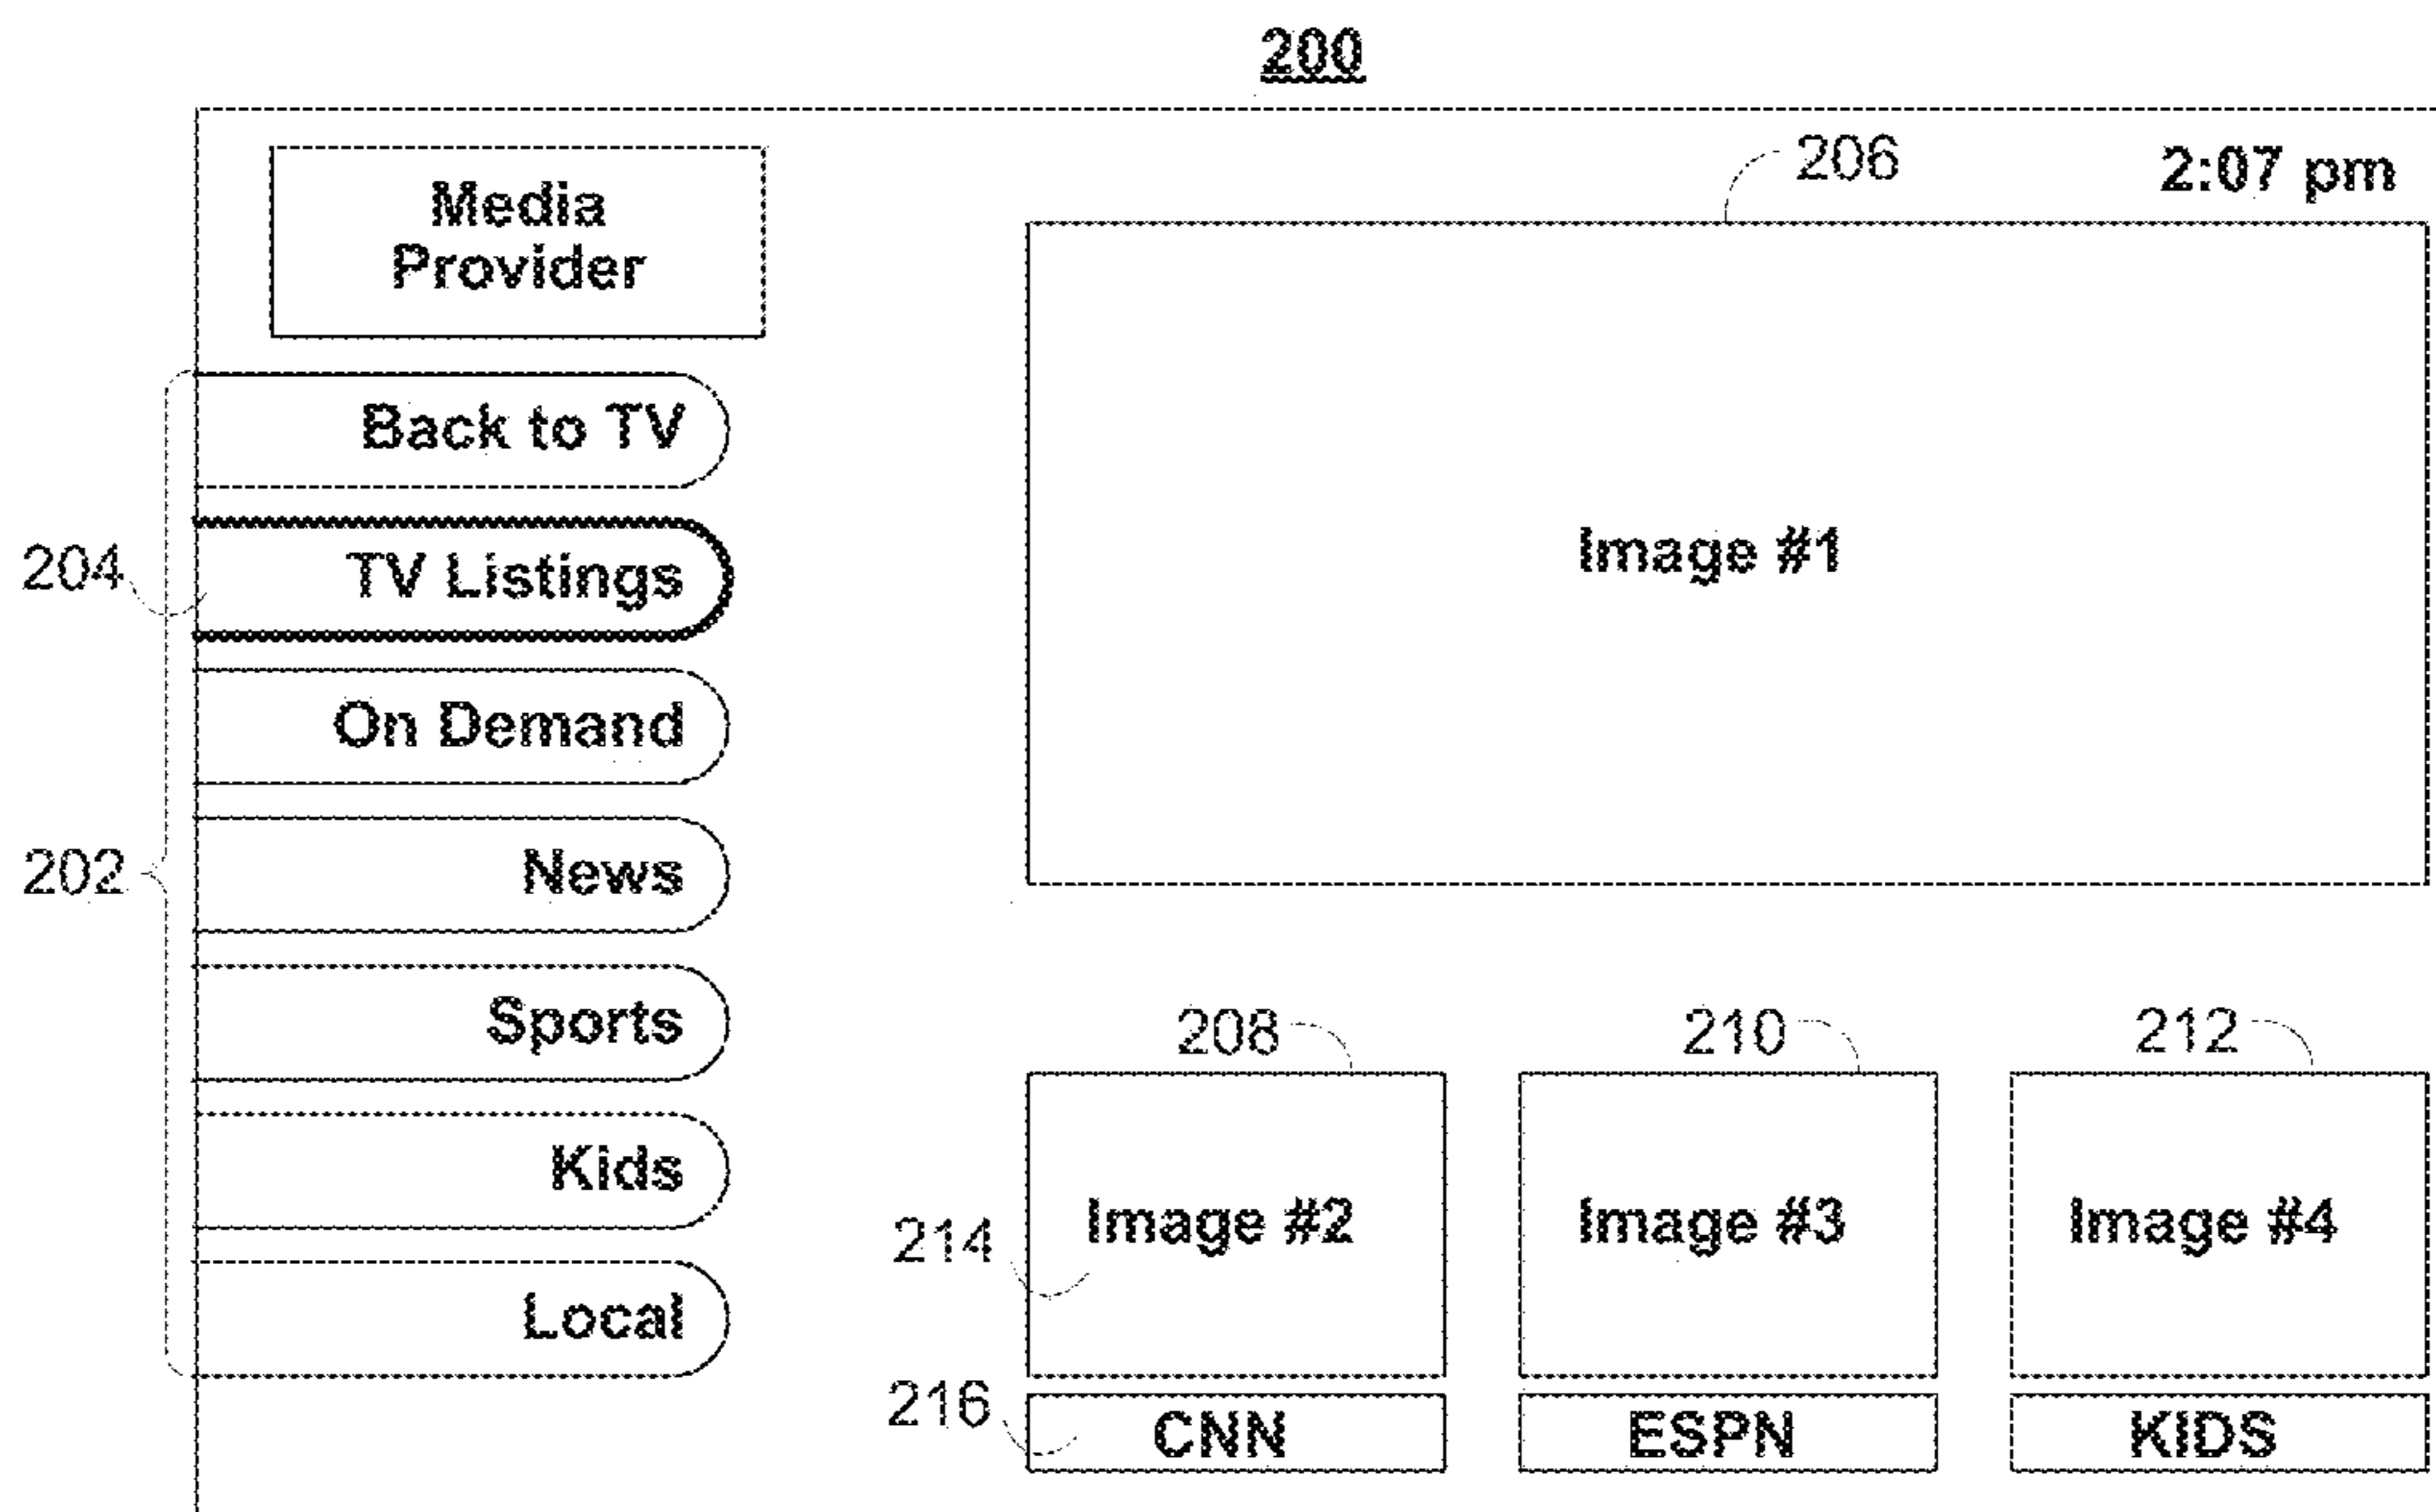 200
206
2:07 pm
Media
Provider
Image #1
Back to TV
204
TV Listings
On Demand
202
News
Sports
Kids
Local
208
210
212
214
Image #2
Image #3
Image #4
216
CNN
ESPN
KIDS